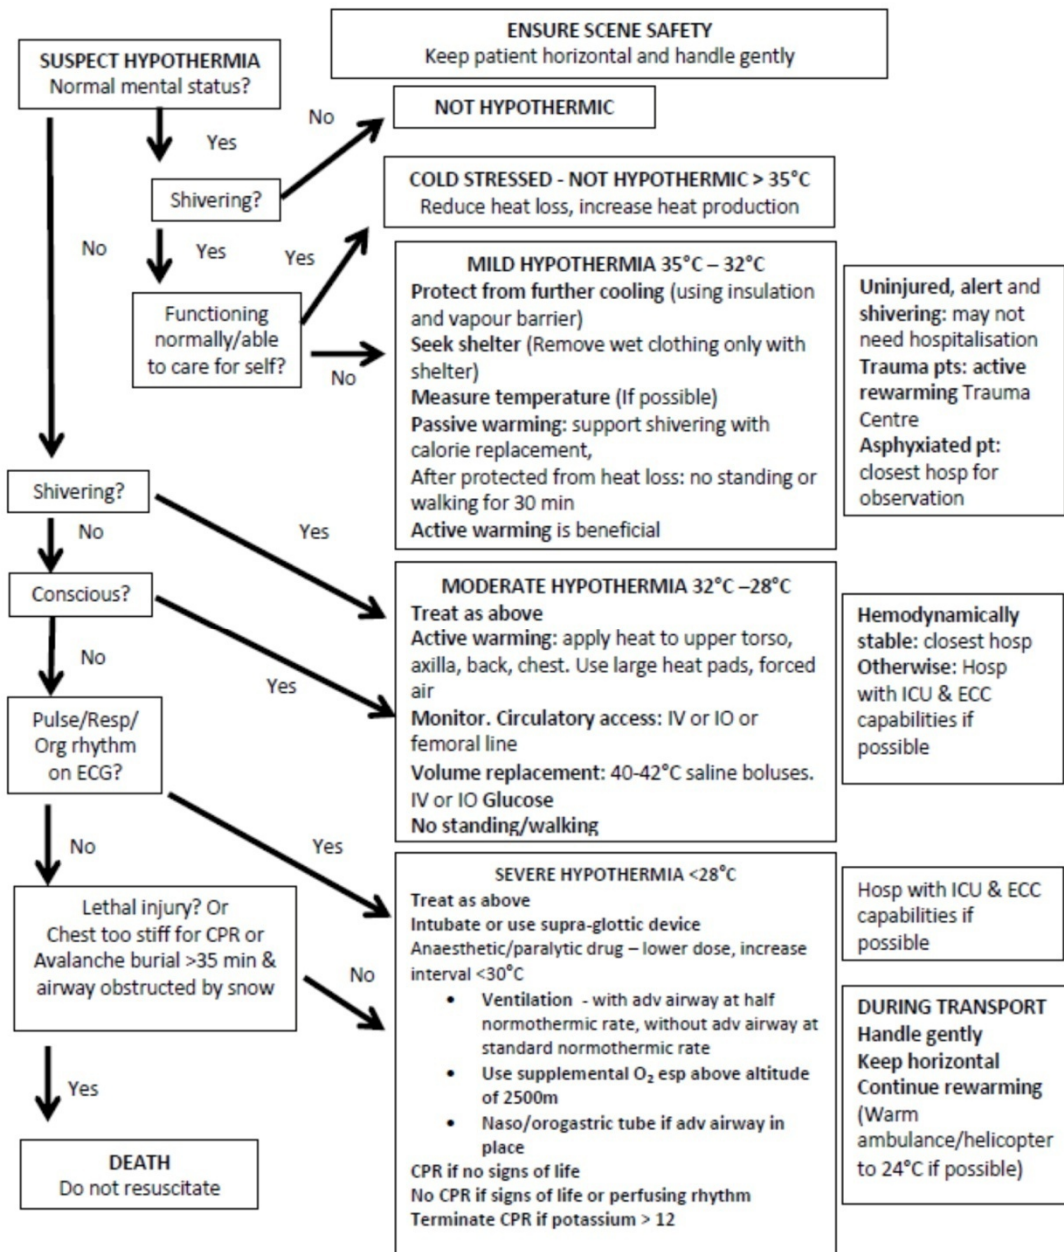 ENSURE SCENE SAFETY
Keep patient horizontal and handle gently
SUSPECT HYPOTHERMIA
Normal mental status?
No
NOT HYPOTHERMIC
Yes
Shivering?
COLD STRESSED - NOT HYPOTHERMIC > 35°C
Reduce heat loss, increase heat production
No
Yes
Yes
Functioning
normally/able
to care for self?
No
MILD HYPOTHERMIA 35°C – 32°C
Protect from further cooling (using insulation
and vapour barrier)
Seek shelter (Remove wet clothing only with
shelter)
Measure temperature (If possible)
Passive warming: support shivering with
calorie replacement,
After protected from heat loss: no standing or
walking for 30 min
Active warming is beneficial
Uninjured, alert and
shivering: may not
need hospitalisation
Trauma pts: active
rewarming Trauma
Centre
Asphyxiated pt:
closest hosp for
observation
Shivering?
No
Yes
Conscious?
No
Yes
MODERATE HYPOTHERMIA 32°C –28°C
Treat as above
Active warming: apply heat to upper torso,
axilla, back, chest. Use large heat pads, forced
air
Monitor. Circulatory access: IV or IO or
femoral line
Volume replacement: 40-42°C saline boluses.
IV or IO Glucose
No standing/walking
Hemodynamically
stable: closest hosp
Otherwise: Hosp
with ICU & ECC
capabilities if
possible
Pulse/Resp/
Org rhythm
on ECG?
No
Yes
Lethal injury? Or
Chest too stiff for CPR or
Avalanche burial >35 min &
airway obstructed by snow
No
Yes
DEATH
Do not resuscitate
SEVERE HYPOTHERMIA <28°C
Treat as above
Intubate or use supra-glottic device
Anaesthetic/paralytic drug – lower dose, increase
interval <30°C
• Ventilation - with adv airway at half
normothermic rate, without adv airway at
standard normothermic rate
• Use supplemental O₂ esp above altitude
of 2500m
• Naso/orogastric tube if adv airway in
place
CPR if no signs of life
No CPR if signs of life or perfusing rhythm
Terminate CPR if potassium > 12
Hosp with ICU & ECC
capabilities if
possible
DURING TRANSPORT
Handle gently
Keep horizontal
Continue rewarming
(Warm
ambulance/helicopter
to 24°C if possible)